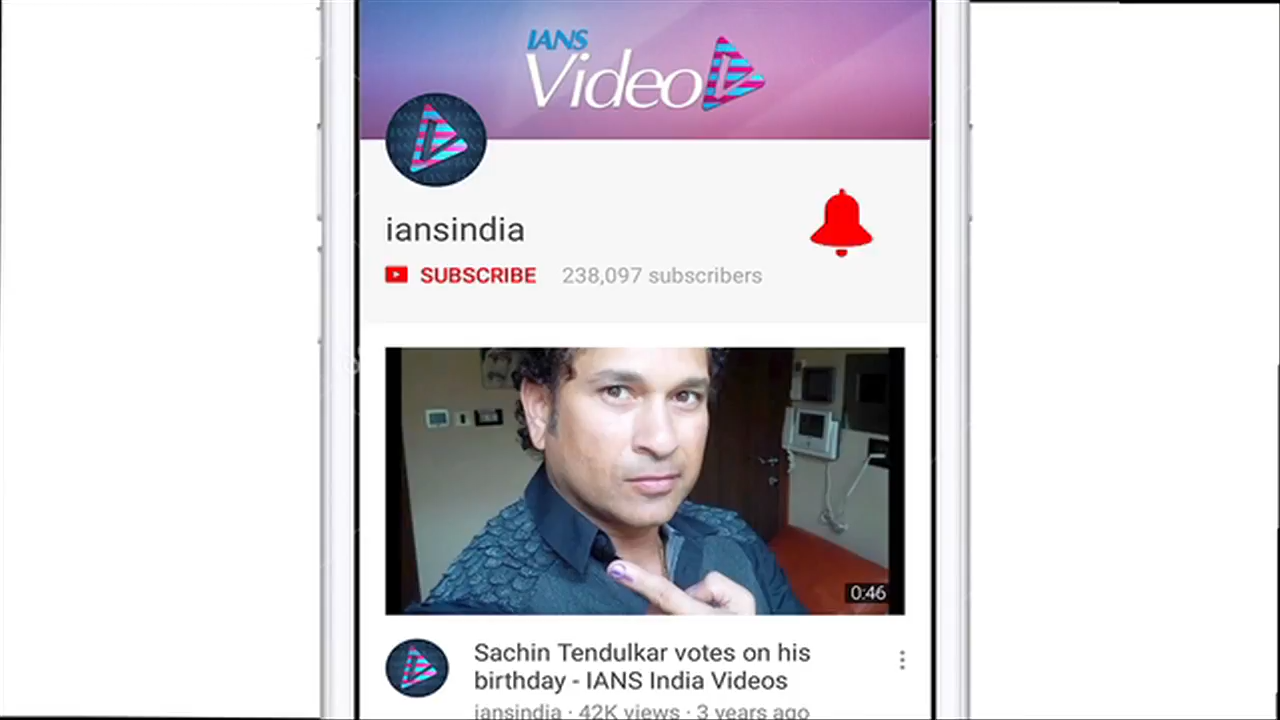 IANS
Video
iansindia
SUBSCRIBE 238,097 subscribers
0:46
Sachin Tendulkar votes on his
birthday - IANS India Videos
iansindia · 42K views · 3 years ago